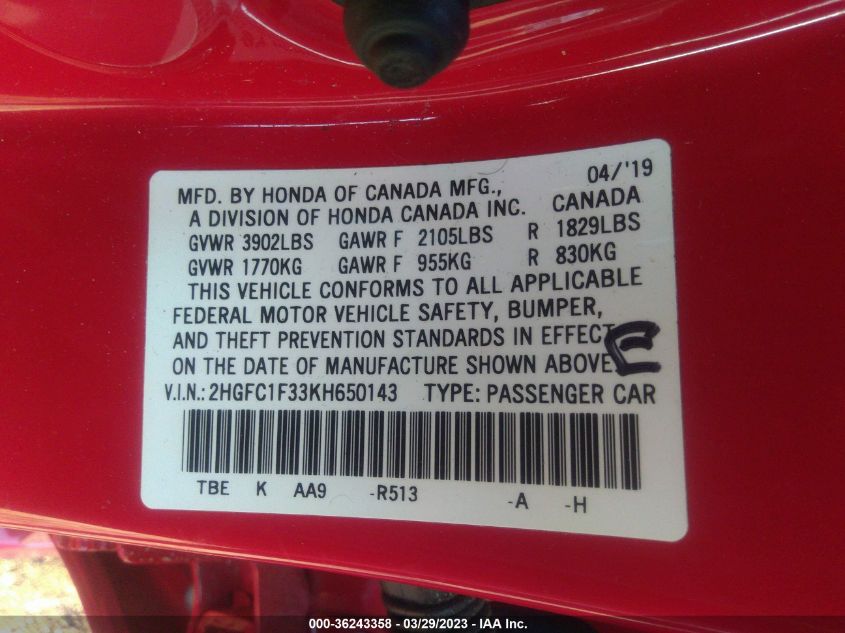 04/'19
MFD. BY HONDA OF CANADA MFG.,
A DIVISION OF HONDA CANADA INC. CANADA
GVWR 3902LBS GAWR F 2105LBS R 1829LBS
GVWR 1770KG GAWR F 955KG R 830KG
THIS VEHICLE CONFORMS TO ALL APPLICABLE
FEDERAL MOTOR VEHICLE SAFETY, BUMPER,
AND THEFT PREVENTION STANDARDS IN EFFECT
ON THE DATE OF MANUFACTURE SHOWN ABOVE.
E
V.I.N.: 2HGFC1F33KH650143 TYPE: PASSENGER CAR
TBE K AA9 -R513 -A -H
000-36243358 - 03/29/2023 - IAA Inc.